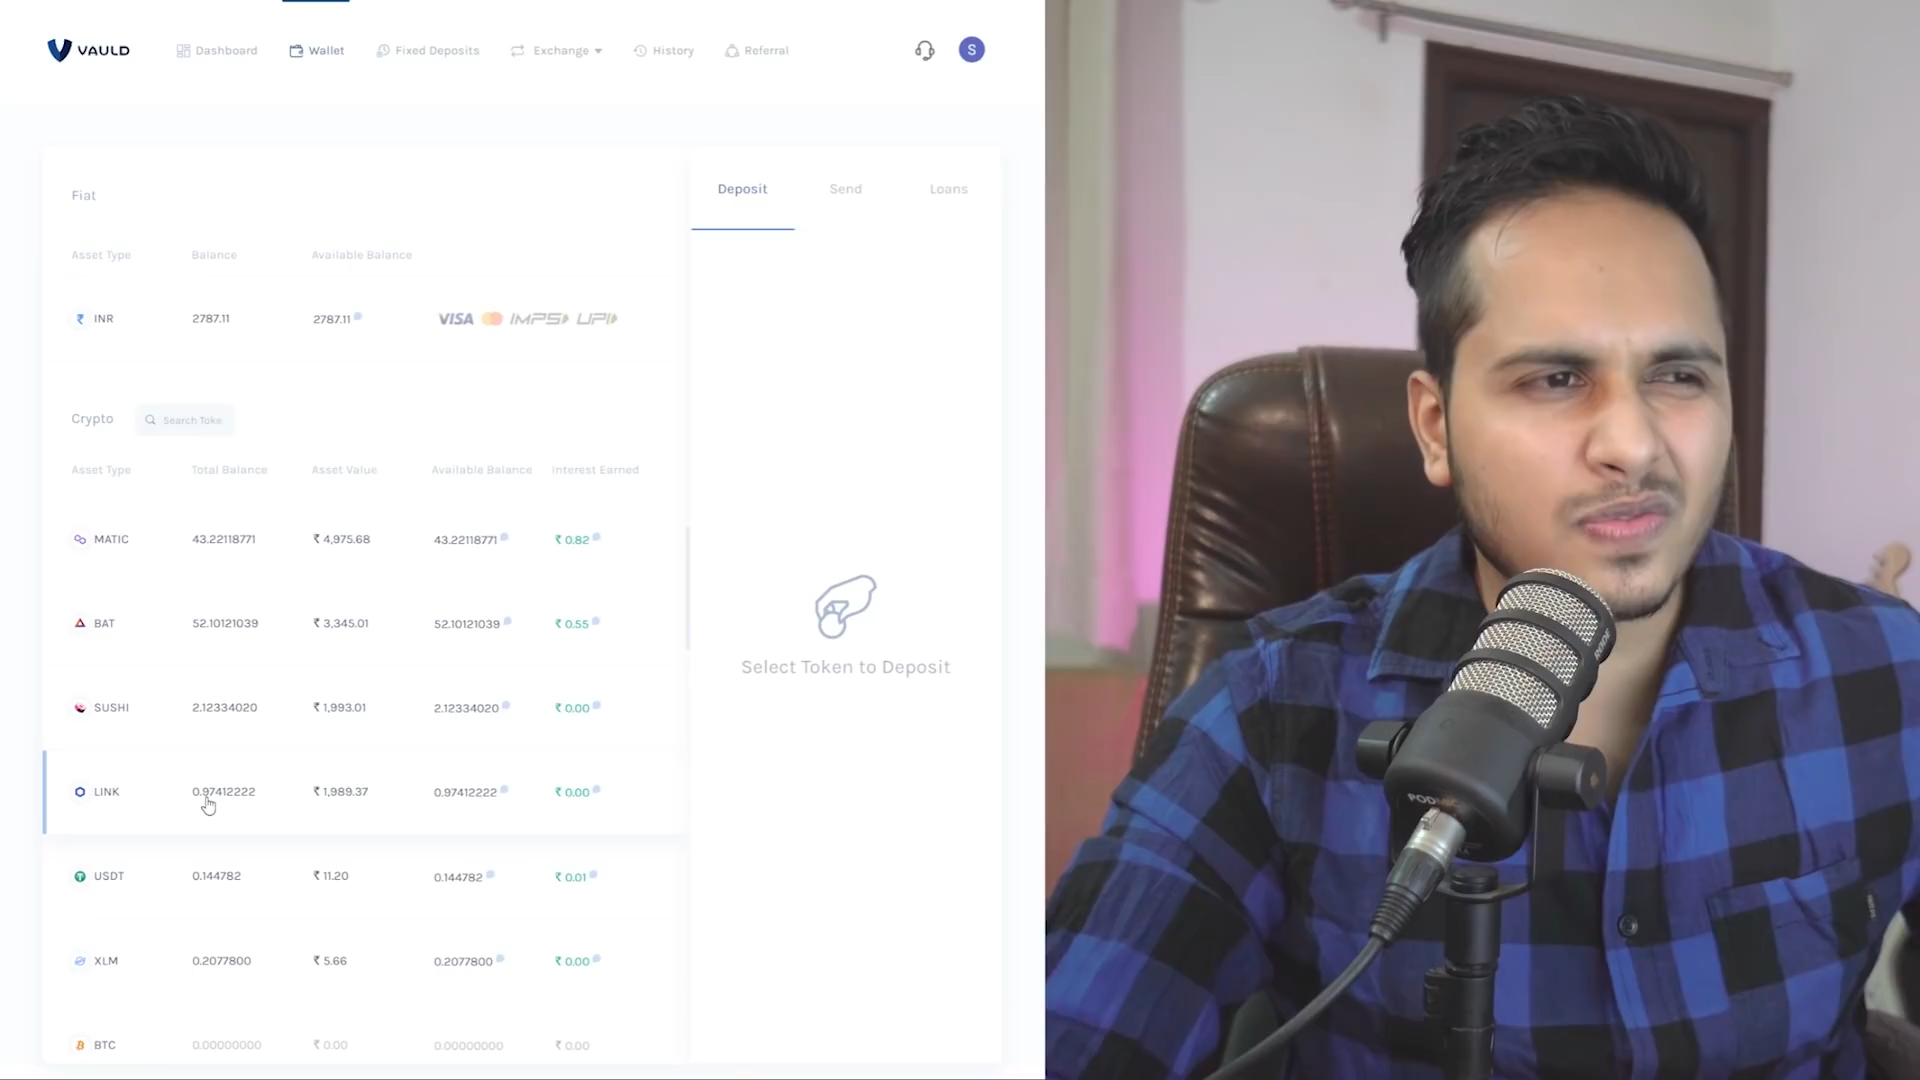 VAULD Dashboard Wallet Fixed Deposits Exchange History Referral S
Fiat
Asset Type Balance Available Balance
INR 2787.11 2787.11 VISA IMPS UPI
Crypto Search Toke
Asset Type Total Balance Asset Value Available Balance Interest Earned
MATIC 43.22118771 ₹ 4,975.68 43.22118771 ₹ 0.82
BAT 52.10121039 ₹ 3,345.01 52.10121039 ₹ 0.55
SUSHI 2.12334020 ₹ 1,993.01 2.12334020 ₹ 0.00
LINK 0.97412222 ₹ 1,989.37 0.97412222 ₹ 0.00
USDT 0.144782 ₹ 11.20 0.144782 ₹ 0.01
XLM 0.2077800 ₹ 5.66 0.2077800 ₹ 0.00
BTC 0.00000000 ₹ 0.00 0.00000000 ₹ 0.00
Deposit Send Loans
Select Token to Deposit
RODE